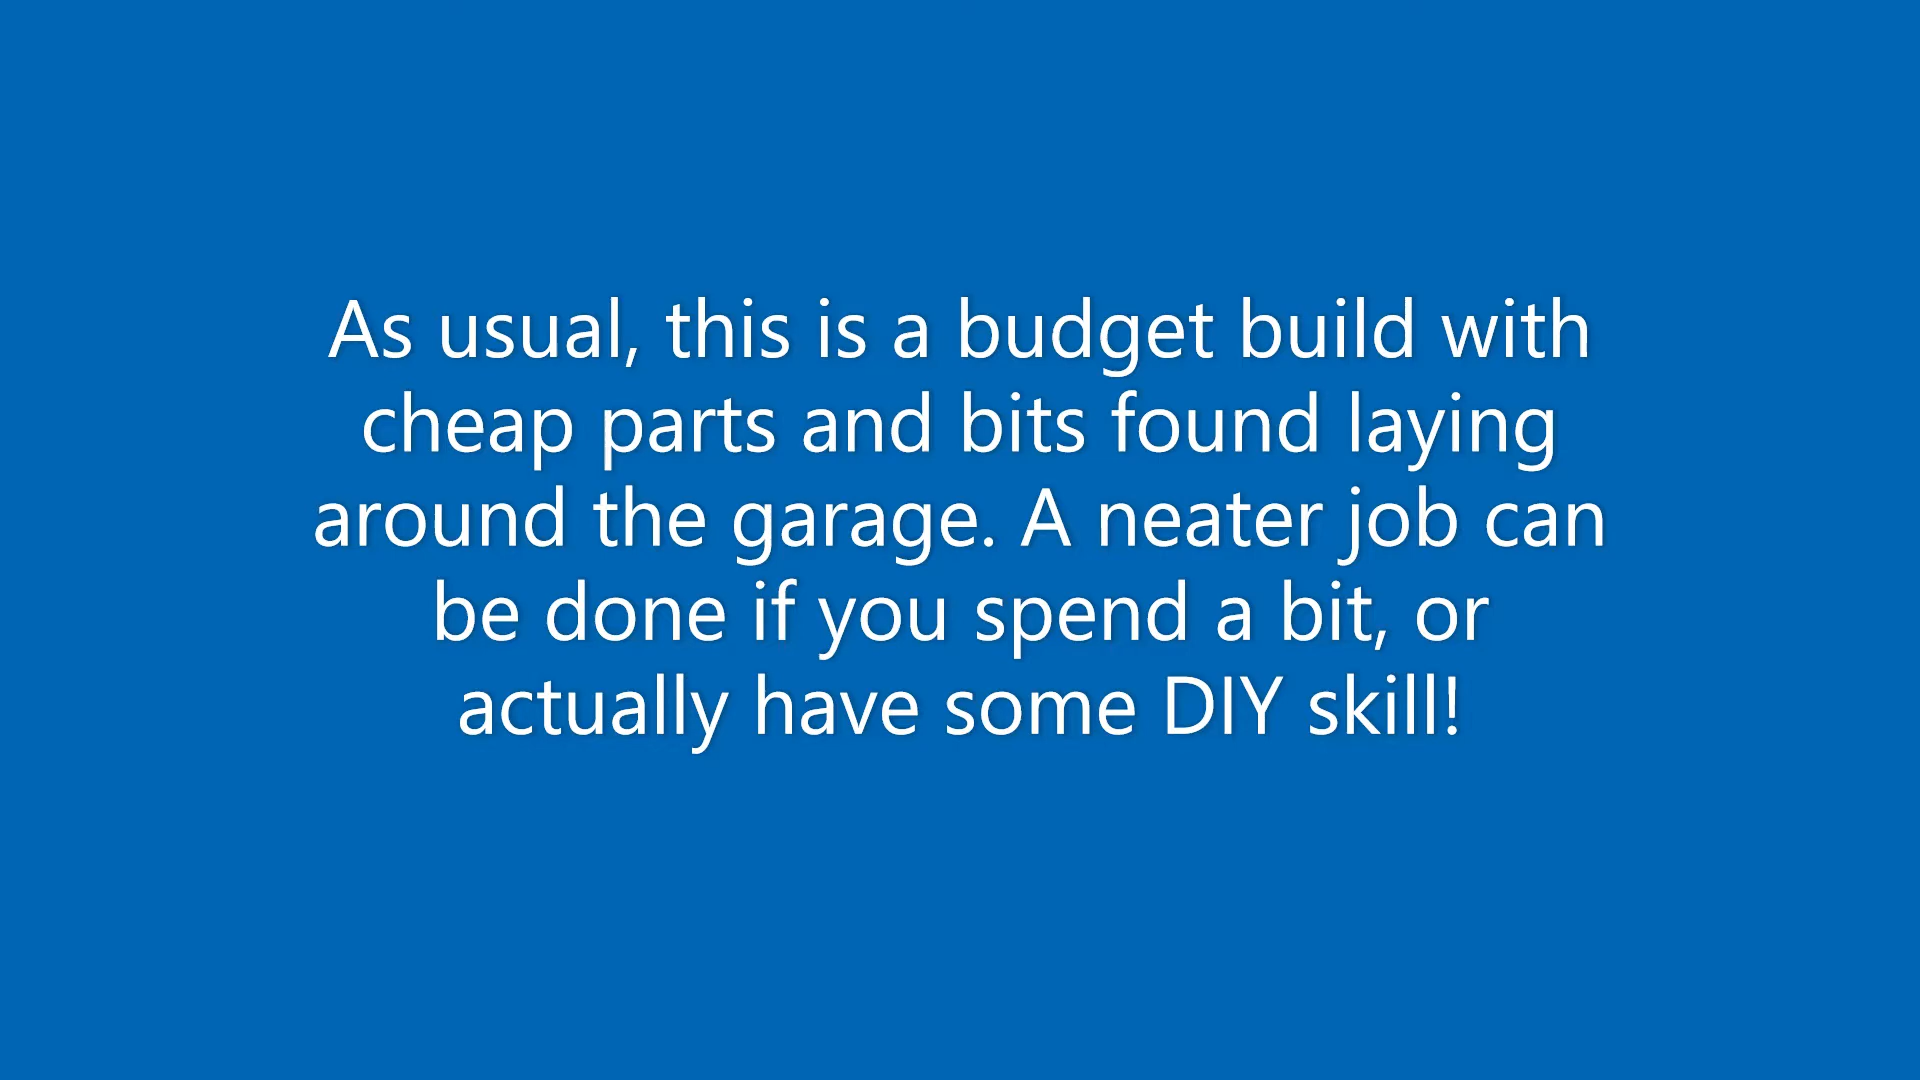 As usual, this is a budget build with
cheap parts and bits found laying
around the garage. A neater job can
be done if you spend a bit, or
actually have some DIY skill!